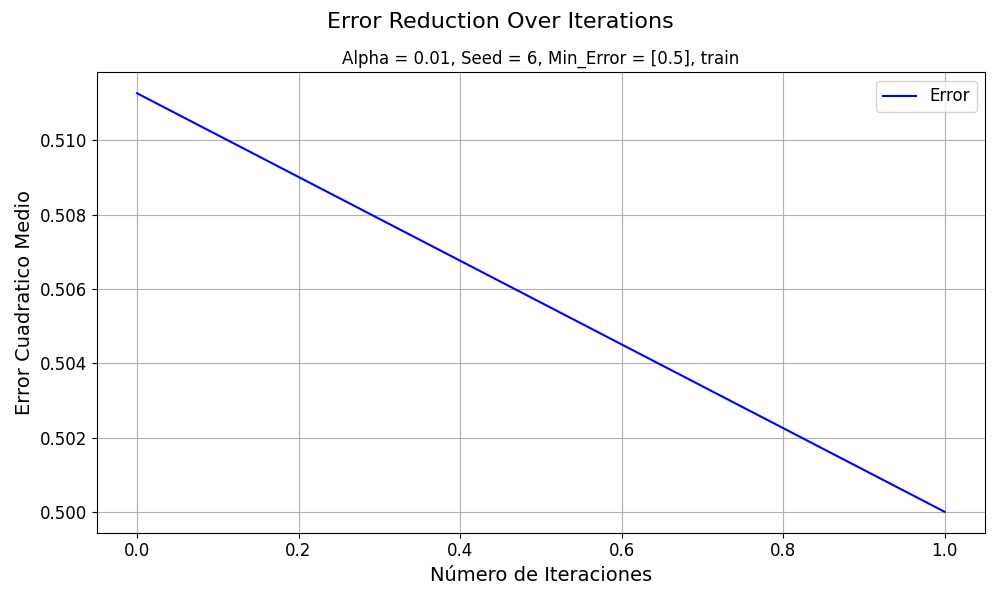 Error Reduction Over Iterations
Alpha = 0.01, Seed = 6, Min_Error = [0.5], train
Error
Error Cuadratico Medio
0.510
0.508
0.506
0.504
0.502
0.500
0.0 0.2 0.4 0.6 0.8 1.0
Número de Iteraciones